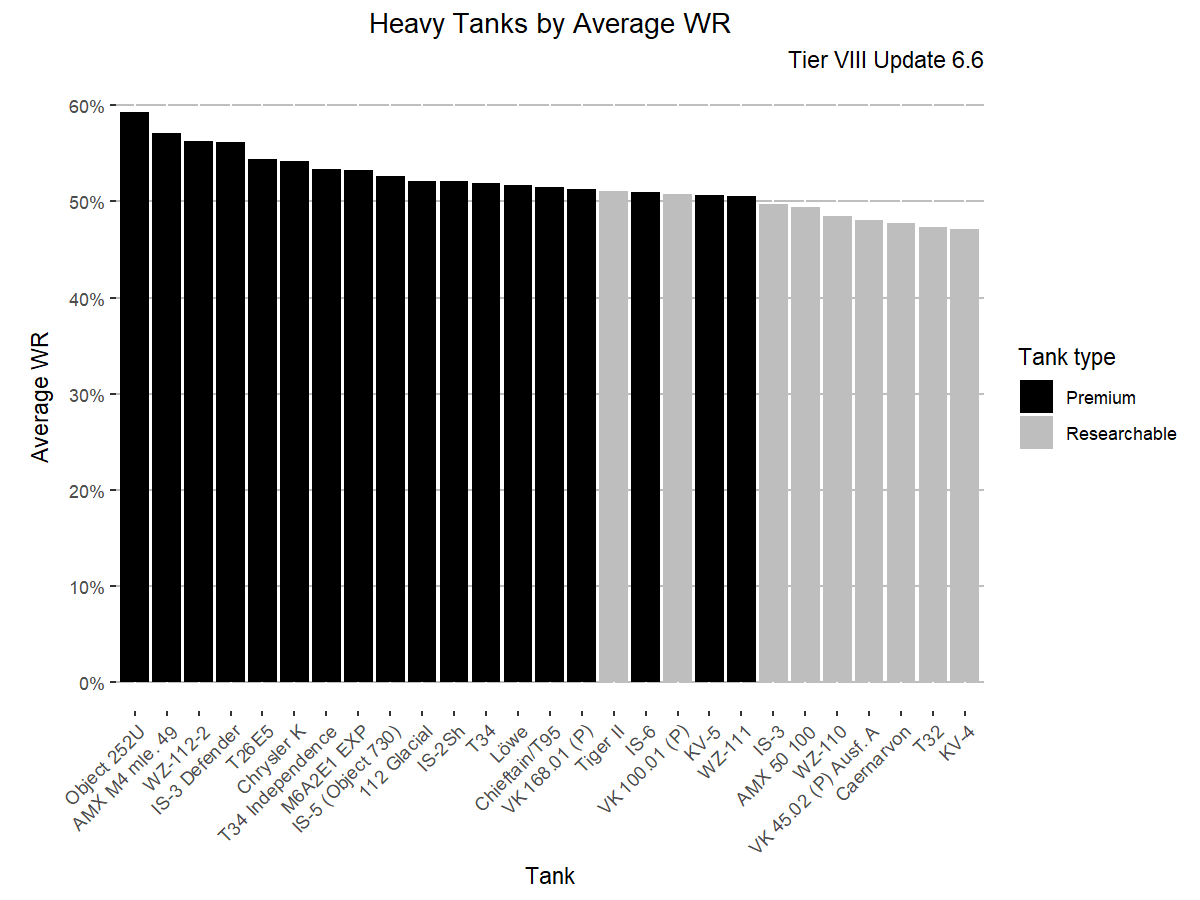 Heavy Tanks by Average WR
Tier VIII Update 6.6
Average WR
60%
50%
40%
30%
20%
10%
0%
Object 252U
AMX M4 mle. 49
WZ-112-2
IS-3 Defender
T26E5
Chrysler K
T34 Independence
M6A2E1 EXP
IS-5 (Object 730)
112 Glacial
IS-2Sh
T34
Löwe
Chieftain/T95
VK 168.01 (P)
Tiger II
IS-6
VK 100.01 (P)
KV-5
WZ-111
IS-3
AMX 50 100
WZ-110
VK 45.02 (P) Ausf. A
Caernarvon
T32
KV-4
Tank
Tank type
Premium
Researchable